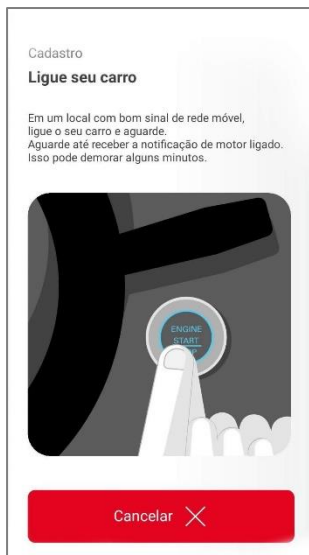 Cadastro
Ligue seu carro
Em um local com bom sinal de rede móvel,
ligue o seu carro e aguarde.
Aguarde até receber a notificação de motor ligado.
Isso pode demorar alguns minutos.
ENGINE
START
Cancelar